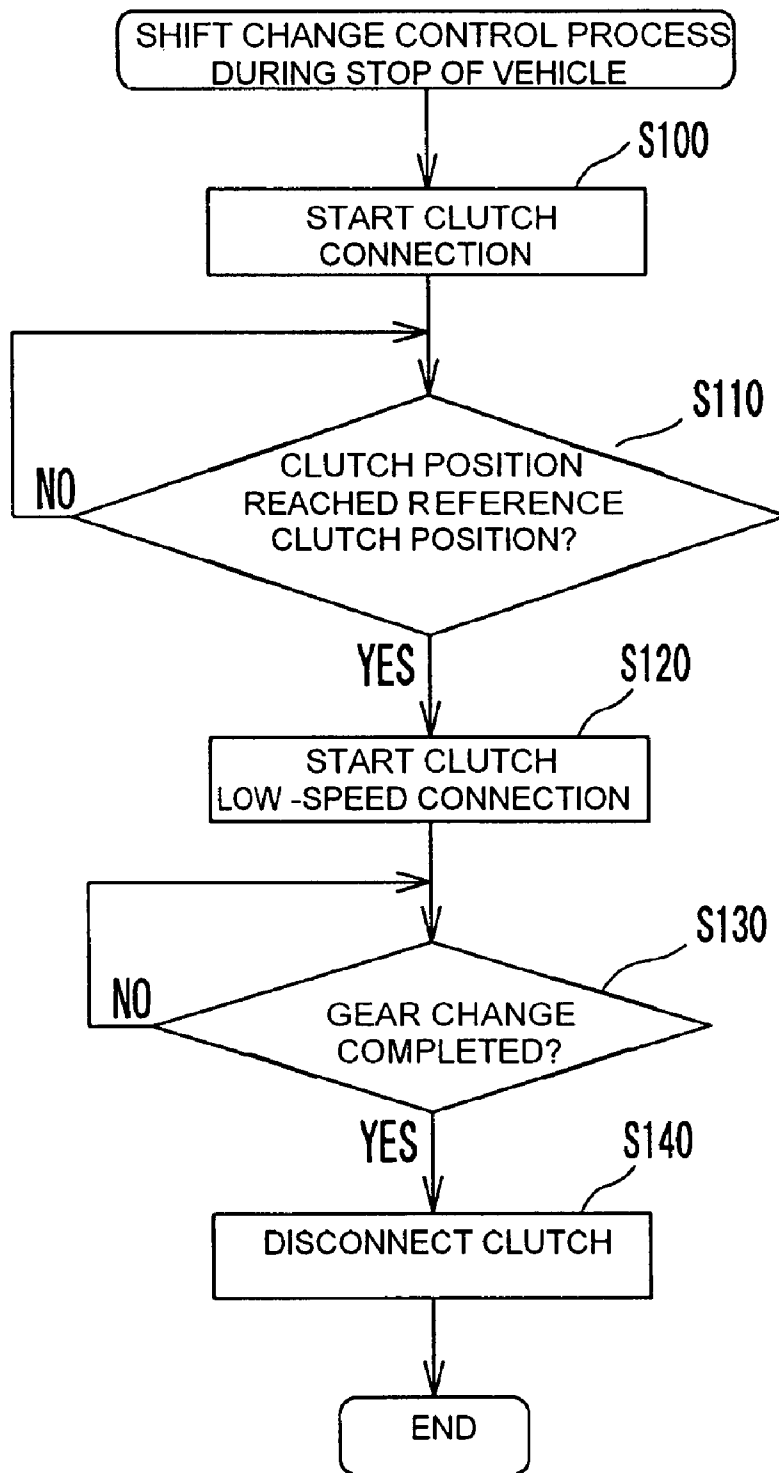 SHIFT CHANGE CONTROL PROCESS
DURING STOP OF VEHICLE
S100
START CLUTCH
CONNECTION
S110
CLUTCH POSITION
REACHED REFERENCE
CLUTCH POSITION?
NO
YES
S120
START CLUTCH
LOW -SPEED CONNECTION
S130
GEAR CHANGE
COMPLETED?
NO
YES
S140
DISCONNECT CLUTCH
END